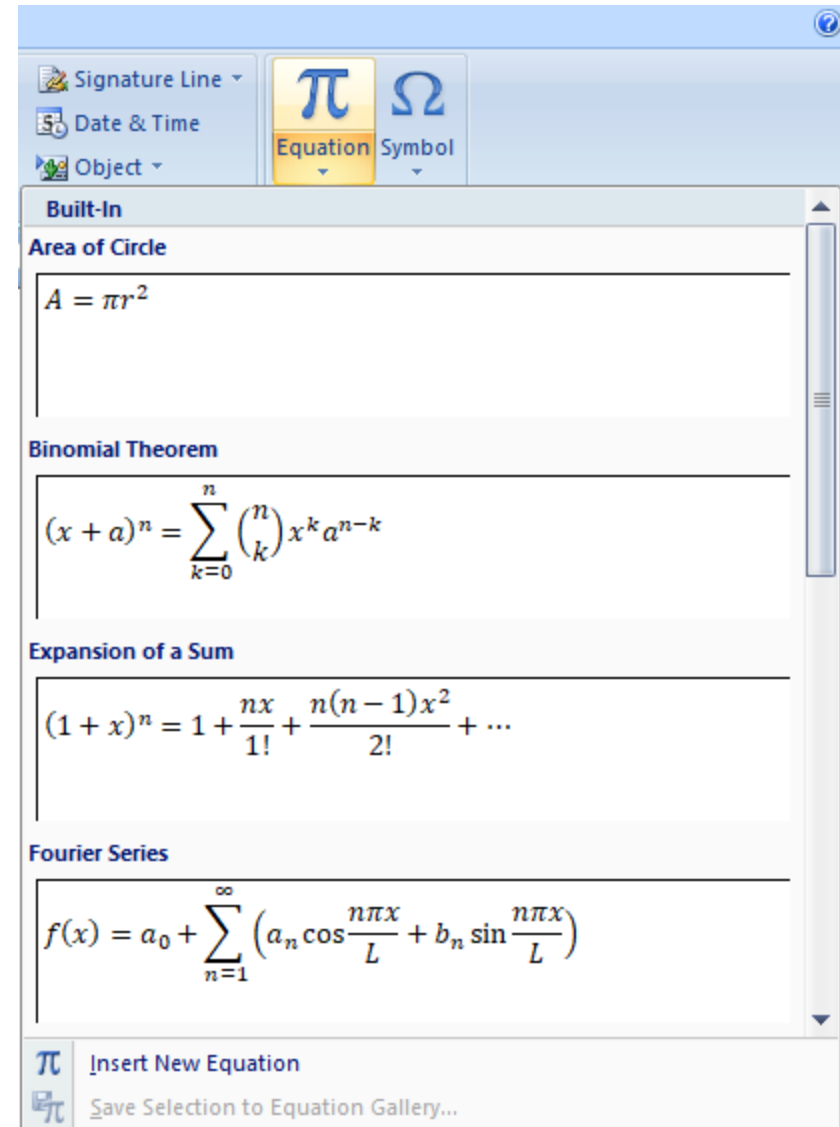 Signature Line
Date & Time
Object
π Ω
Equation Symbol
Built-In
Area of Circle
A = πr²
Binomial Theorem
(x + a)ⁿ = ∑_{k=0}^{n} (n k) xᵏaⁿ⁻ᵏ
Expansion of a Sum
(1 + x)ⁿ = 1 + nx/1! + n(n − 1)x²/2! + ⋯
Fourier Series
f(x) = a₀ + ∑_{n=1}^{∞} (aₙ cos nπx/L + bₙ sin nπx/L)
π Insert New Equation
π Save Selection to Equation Gallery...